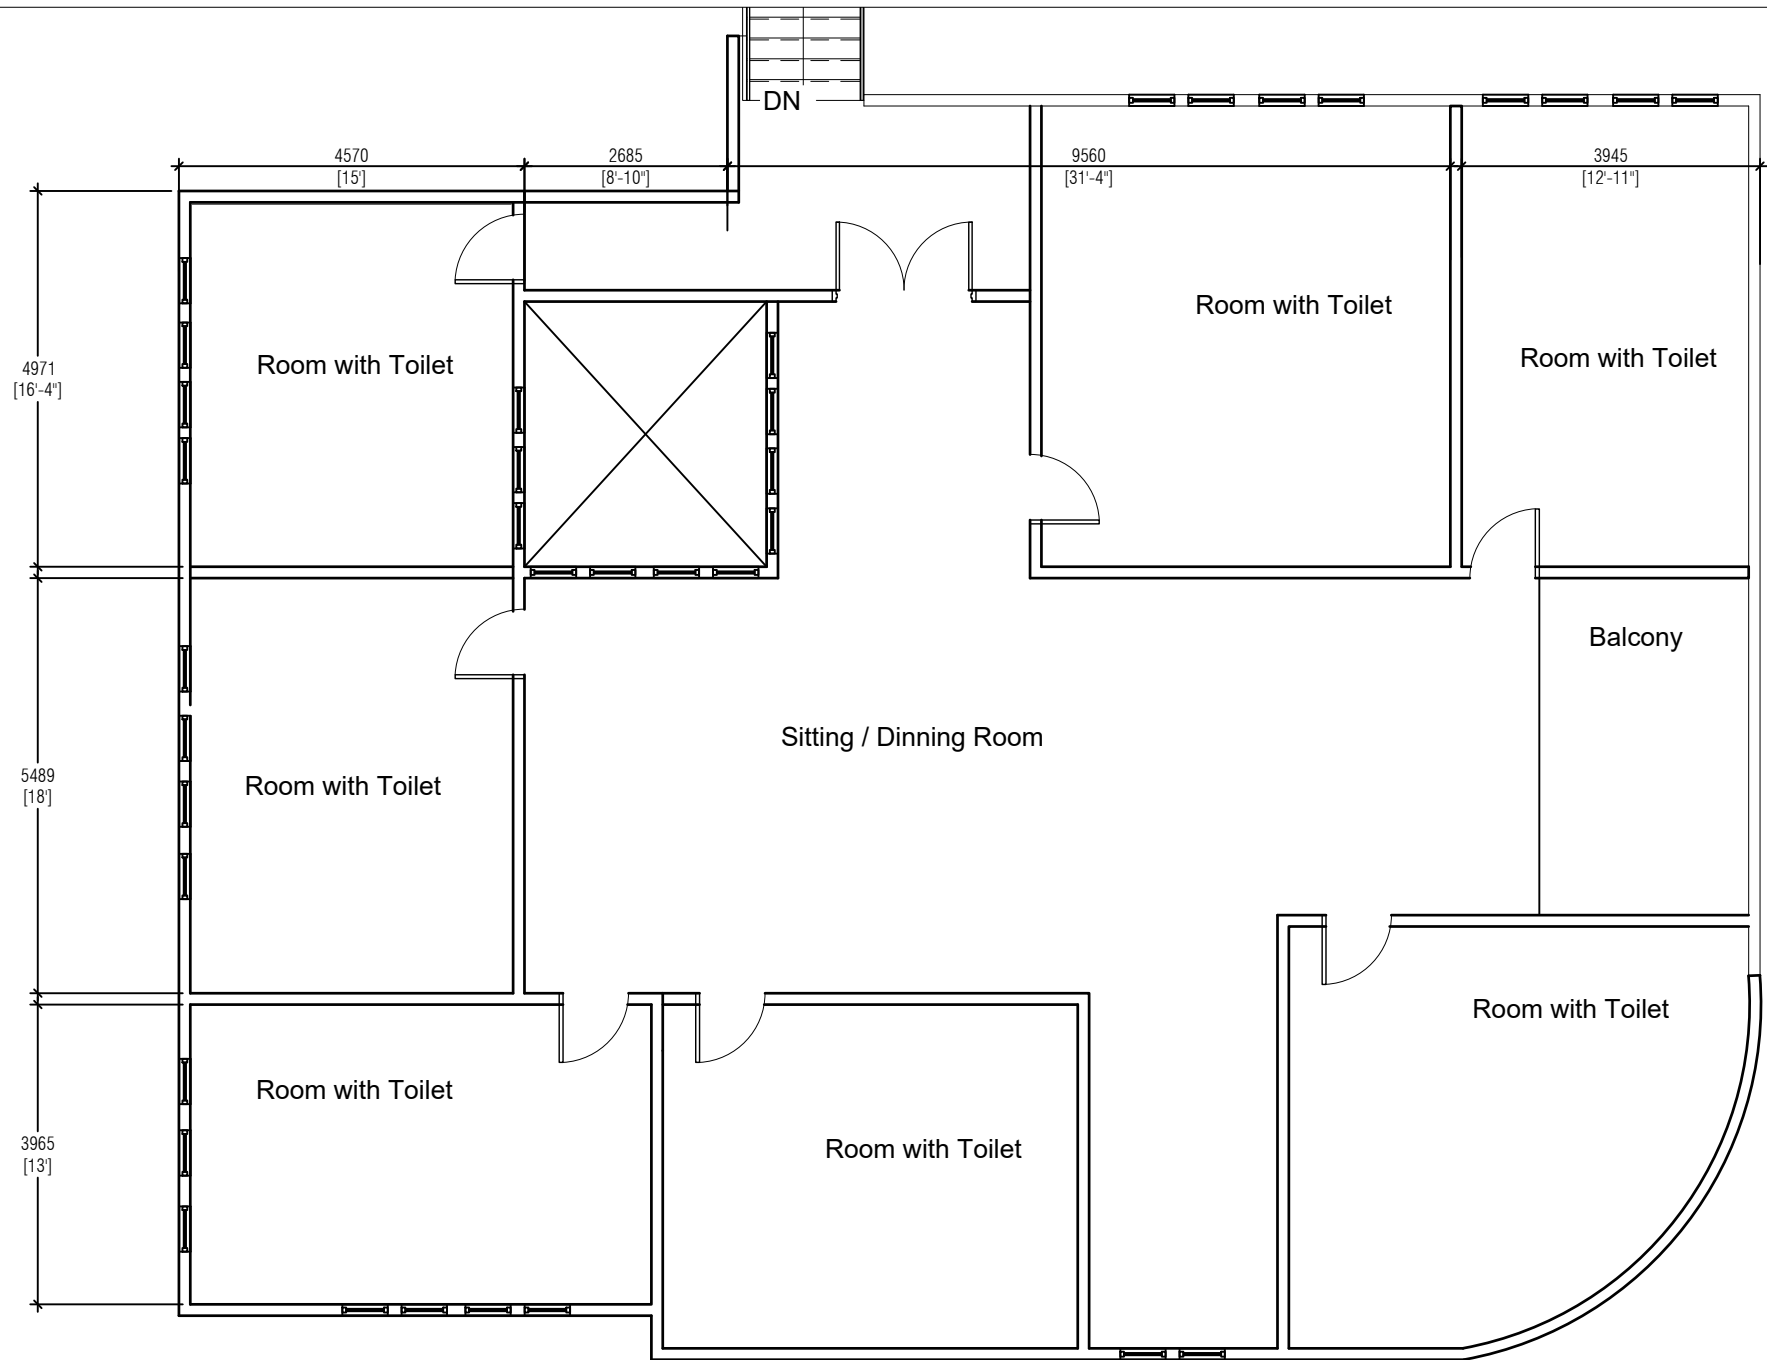 DN
4570
[15']
2685
[8'-10"]
9560
[31'-4"]
3945
[12'-11"]
Room with Toilet
Room with Toilet
Room with Toilet
4971
[16'-4"]
Balcony
Sitting / Dinning Room
5489
[18']
Room with Toilet
Room with Toilet
Room with Toilet
3965
[13']
Room with Toilet